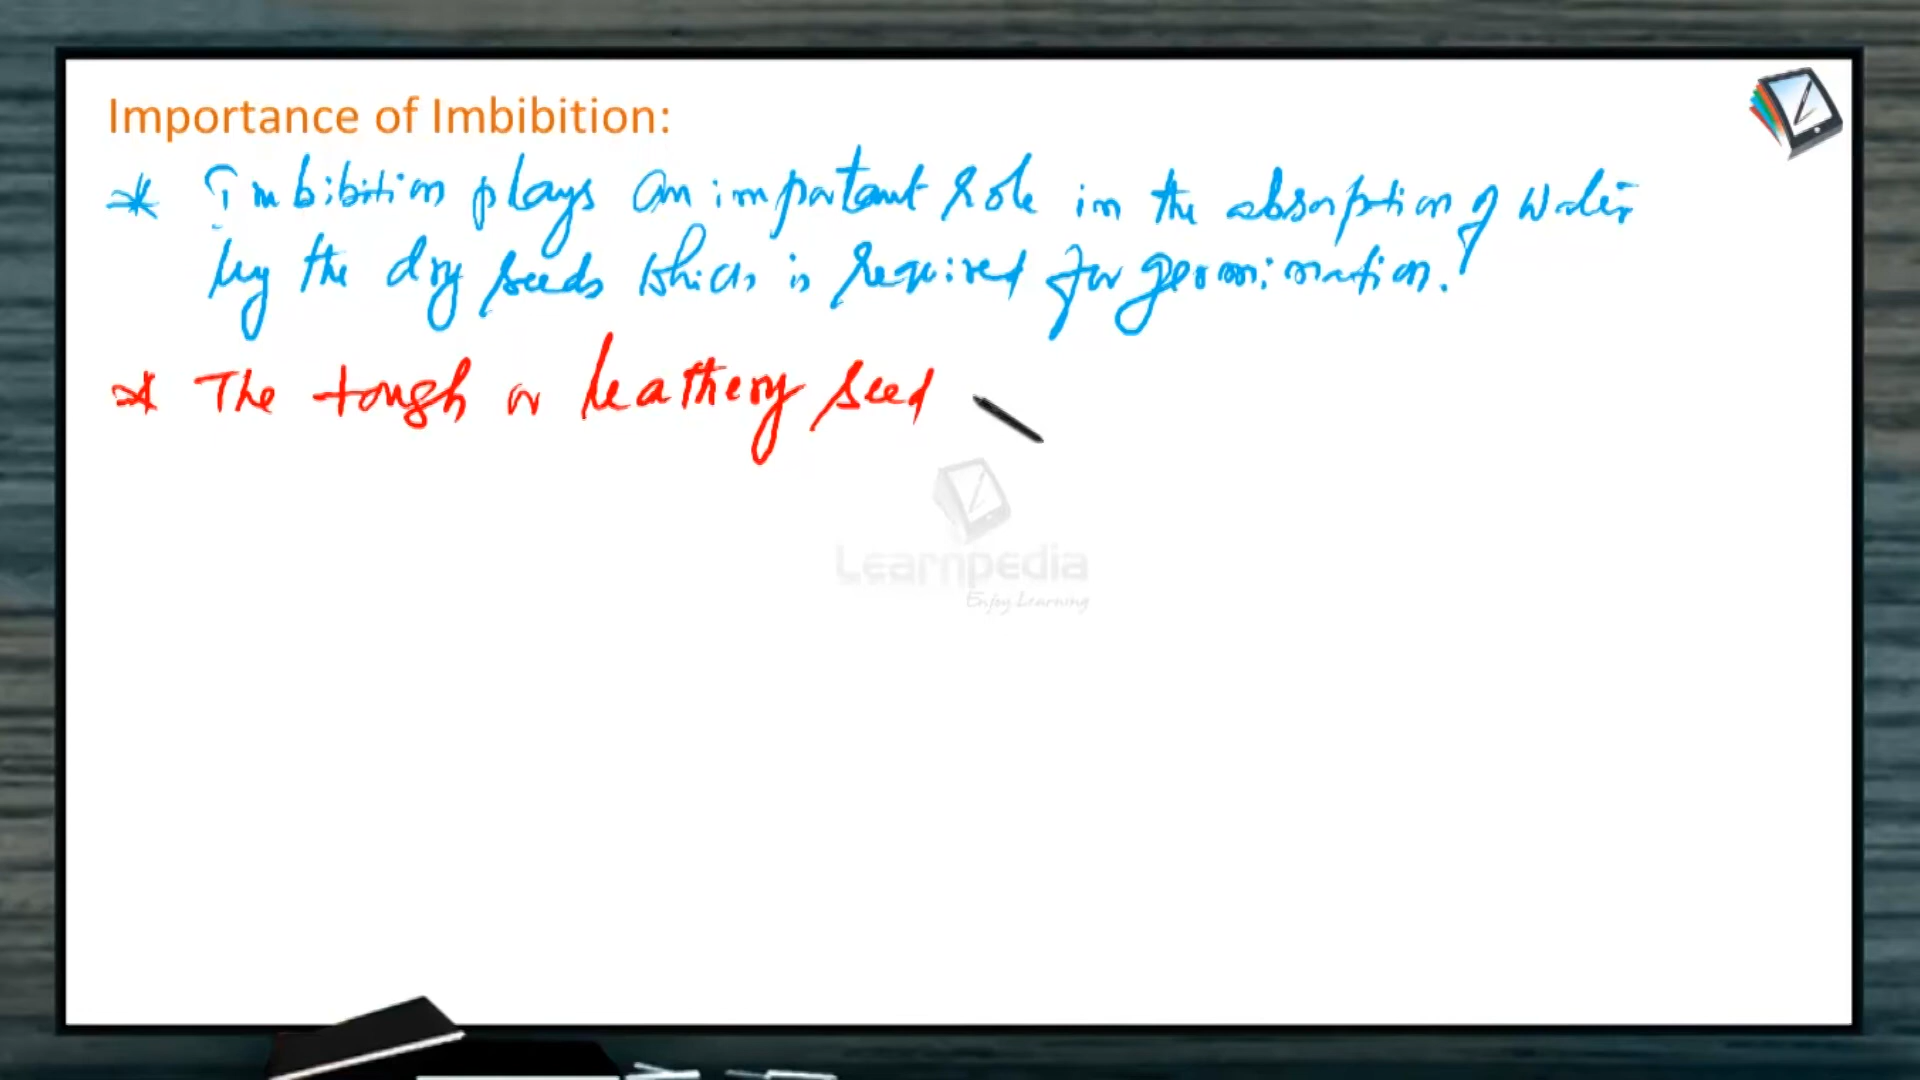 Importance of Imbibition:
* Imbibition plays an important role in the absorption of water
by the dry seeds which is required for germination.
* The tough or leathery seed
Learnpedia
Enjoy Learning